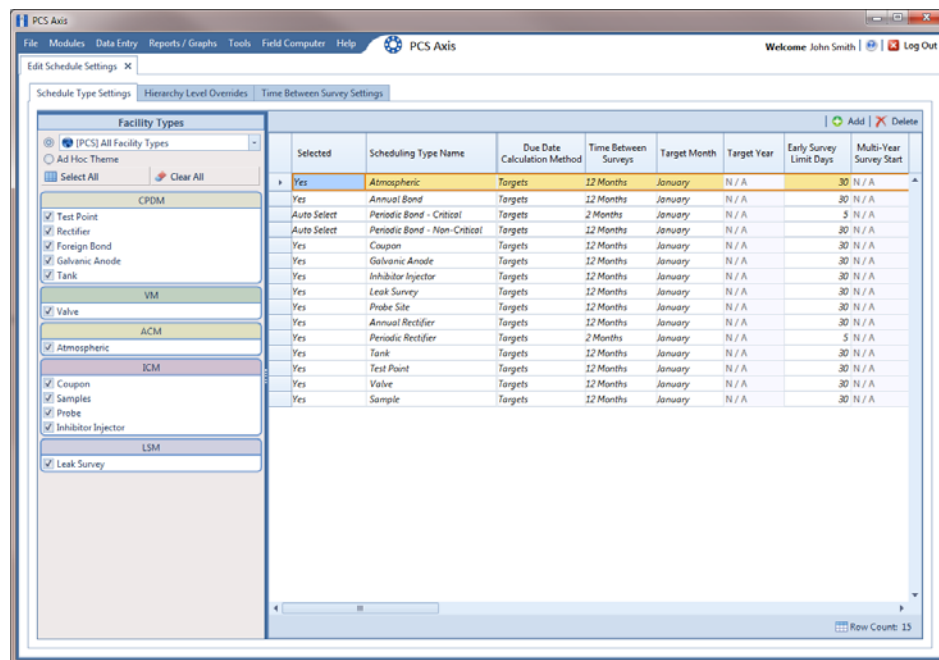 PCS Axis
File Modules Data Entry Reports / Graphs Tools Field Computer Help PCS Axis Welcome John Smith Log Out
Edit Schedule Settings X
Schedule Type Settings Hierarchy Level Overrides Time Between Survey Settings
Facility Types
[PCS] All Facility Types
Ad Hoc Theme
Select All Clear All
CPDM
Test Point
Rectifier
Foreign Bond
Galvanic Anode
Tank
VM
Valve
ACM
Atmospheric
ICM
Coupon
Samples
Probe
Inhibitor Injector
LSM
Leak Survey
Add Delete
Selected Scheduling Type Name Due Date Calculation Method Time Between Surveys Target Month Target Year Early Survey Limit Days Multi-Year Survey Start
Yes Atmospheric Targets 12 Months January N / A 30 N / A
Yes Annual Bond Targets 12 Months January N / A 30 N / A
Auto Select Periodic Bond - Critical Targets 2 Months January N / A 5 N / A
Auto Select Periodic Bond - Non-Critical Targets 12 Months January N / A 30 N / A
Yes Coupon Targets 12 Months January N / A 30 N / A
Yes Galvanic Anode Targets 12 Months January N / A 30 N / A
Yes Inhibitor Injector Targets 12 Months January N / A 30 N / A
Yes Leak Survey Targets 12 Months January N / A 30 N / A
Yes Probe Site Targets 12 Months January N / A 30 N / A
Yes Annual Rectifier Targets 12 Months January N / A 30 N / A
Yes Periodic Rectifier Targets 2 Months January N / A 5 N / A
Yes Tank Targets 12 Months January N / A 30 N / A
Yes Test Point Targets 12 Months January N / A 30 N / A
Yes Valve Targets 12 Months January N / A 30 N / A
Yes Sample Targets 12 Months January N / A 30 N / A
Row Count: 15